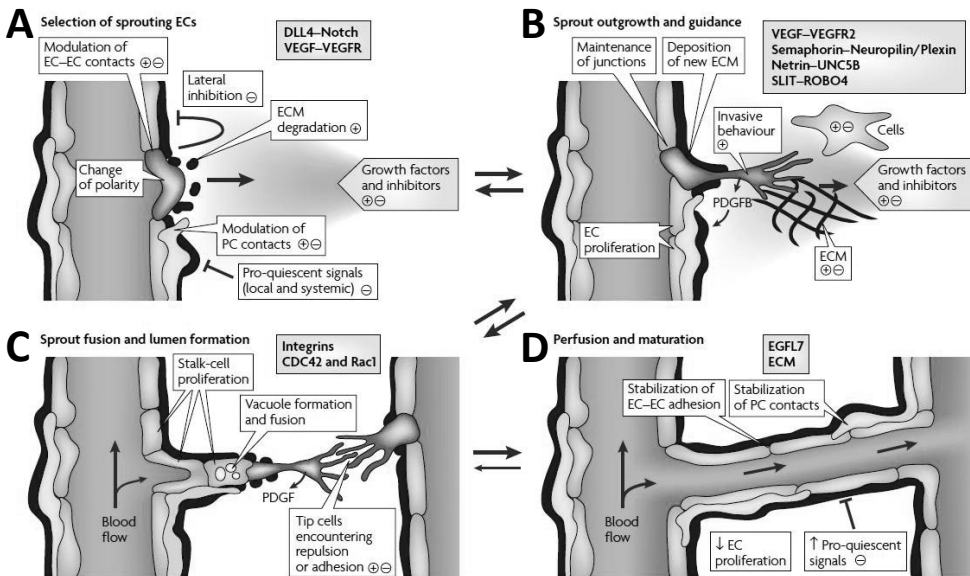 A
Selection of sprouting ECs
DLL4–Notch
VEGF–VEGFR
Modulation of
EC–EC contacts ⊕⊖
Lateral
inhibition ⊖
ECM
degradation ⊕
Change
of polarity
Growth factors
and inhibitors
⊕⊖
Modulation of
PC contacts ⊕⊖
Pro-quiescent signals
(local and systemic) ⊖
B
Sprout outgrowth and guidance
VEGF–VEGFR2
Semaphorin–Neuropilin/Plexin
Netrin–UNC5B
SLIT–ROBO4
Maintenance
of junctions
Deposition
of new ECM
Invasive
behaviour
⊕
⊕⊖
Cells
Growth factors
and inhibitors
⊕⊖
PDGFB
EC
proliferation
ECM
⊕⊖
C
Sprout fusion and lumen formation
Integrins
CDC42 and Rac1
Stalk-cell
proliferation
Vacuole formation
and fusion
PDGF
Blood
flow
Tip cells
encountering
repulsion
or adhesion ⊕⊖
D
Perfusion and maturation
EGFL7
ECM
Stabilization of
EC–EC adhesion
Stabilization
of PC contacts
Blood
flow
↓ EC
proliferation
↑ Pro-quiescent
signals ⊖